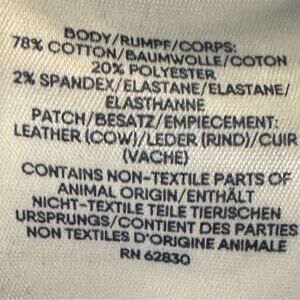 BODY/RUMPF/CORPS:
78% COTTON/BAUMWOLLE/COTON
20% POLYESTER
2% SPANDEX/ELASTANE/ELASTANE/
ELASTHANNE
PATCH/BESATZ/EMPIECEMENT:
LEATHER (COW)/LEDER (RIND)/CUIR
(VACHE)
CONTAINS NON-TEXTILE PARTS OF
ANIMAL ORIGIN/ENTHÄLT
NICHT-TEXTILE TEILE TIERISCHEN
URSPRUNGS/CONTIENT DES PARTIES
NON TEXTILES D'ORIGINE ANIMALE
RN 62830